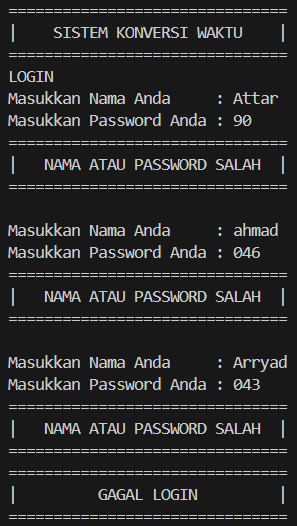 ===============================
|    SISTEM KONVERSI WAKTU    |
===============================
LOGIN
Masukkan Nama Anda     : Attar
Masukkan Password Anda : 90
===============================
|   NAMA ATAU PASSWORD SALAH  |
===============================

Masukkan Nama Anda     : ahmad
Masukkan Password Anda : 046
===============================
|   NAMA ATAU PASSWORD SALAH  |
===============================

Masukkan Nama Anda     : Arryad
Masukkan Password Anda : 043
===============================
|   NAMA ATAU PASSWORD SALAH  |
===============================
===============================
|         GAGAL LOGIN         |
===============================